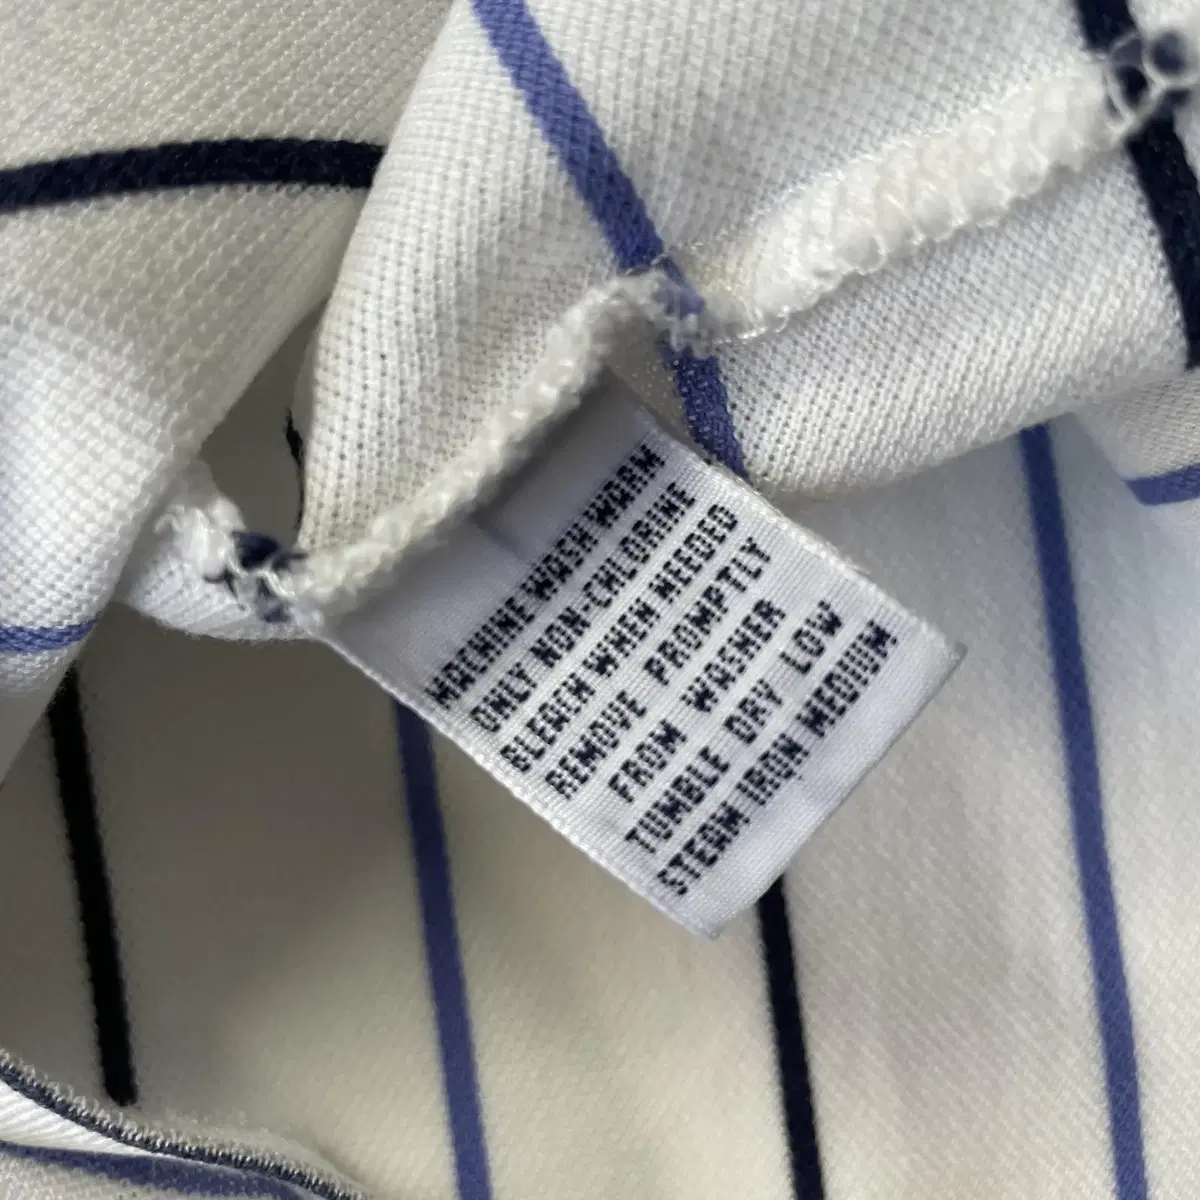 MACHINE WASH WARM
ONLY NON-CHLORINE
BLEACH WHEN NEEDED
REMOVE PROMPTLY
FROM WASHER
TUMBLE DRY LOW
STEAM IRON MEDIUM